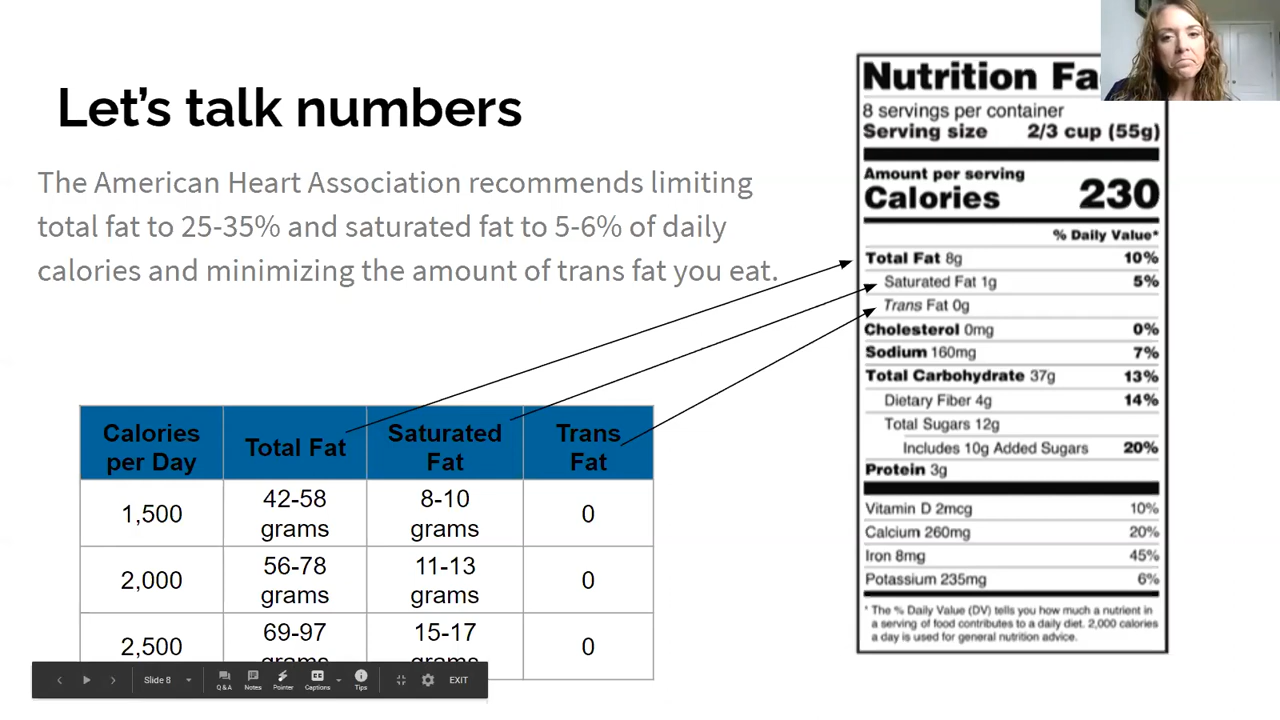 Let's talk numbers
The American Heart Association recommends limiting
total fat to 25-35% and saturated fat to 5-6% of daily
calories and minimizing the amount of trans fat you eat.
Calories per Day Total Fat Saturated Fat Trans Fat
1,500 42-58 grams 8-10 grams 0
2,000 56-78 grams 11-13 grams 0
2,500 69-97 grams 15-17 grams 0
Slide 8 Q & A Notes Pointer Captions Tips EXIT
Nutrition Fa
8 servings per container
Serving size 2/3 cup (55g)
Amount per serving
Calories 230
% Daily Value*
Total Fat 8g 10%
Saturated Fat 1g 5%
Trans Fat 0g
Cholesterol 0mg 0%
Sodium 160mg 7%
Total Carbohydrate 37g 13%
Dietary Fiber 4g 14%
Total Sugars 12g
Includes 10g Added Sugars 20%
Protein 3g
Vitamin D 2mcg 10%
Calcium 260mg 20%
Iron 8mg 45%
Potassium 235mg 6%
* The % Daily Value (DV) tells you how much a nutrient in
a serving of food contributes to a daily diet. 2,000 calories
a day is used for general nutrition advice.